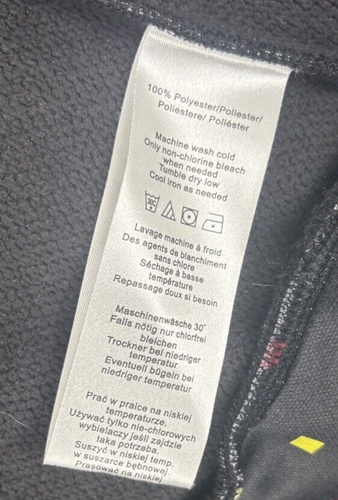 100% Polyester/Poliester/
Poliestere/ Poliéster
Machine wash cold
Only non-chlorine bleach
when needed
Tumble dry low
Cool iron as needed
Lavage machine à froid
Des agents de blanchiment
sans chlore
Séchage à basse
température
Repassage doux si besoin
Maschinenwäsche 30°
Falls nötig nur chlorfrei
bleichen
Trockner bei niedriger
temperatur
Eventuell bügeln bei
niedriger temperatur
Prać w pralce na niskiej
temperaturze.
Używać tylko nie-chlorowych
wybielaczy jeśli zajdzie
taka potrzeba.
Suszyć w niskiej temp.
w suszarce bębnowej.
Prasować na niskiej